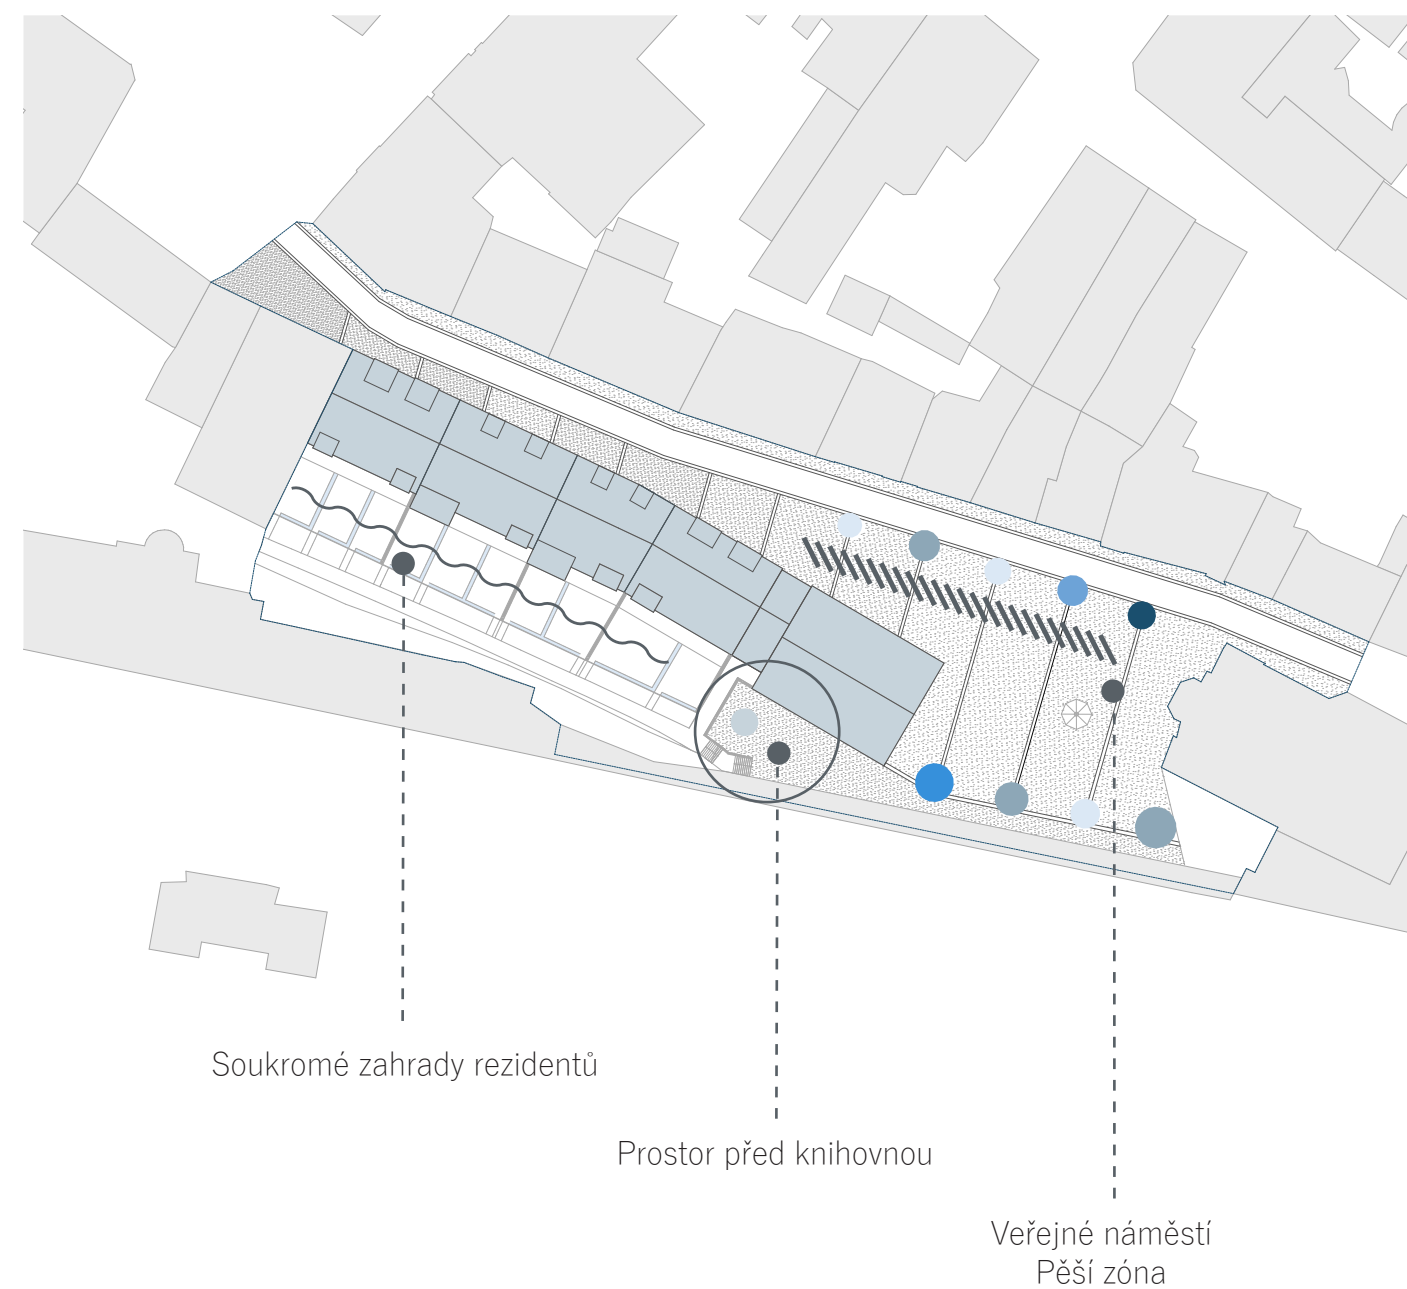 Soukromé zahrady rezidentů
Prostor před knihovnou
Veřejné náměstí
Pěší zóna